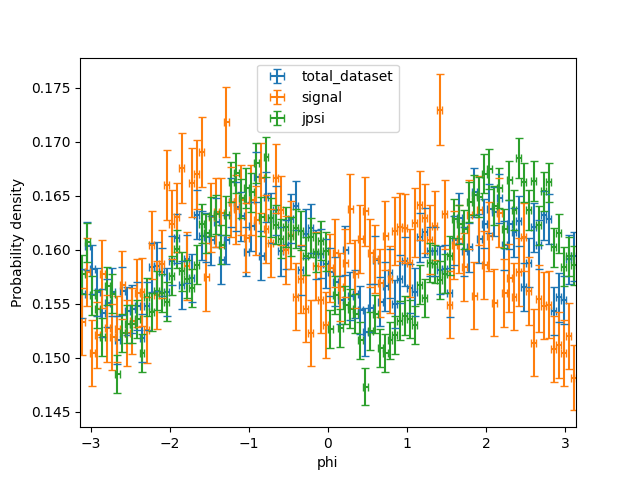 total_dataset
signal
jpsi
Probability density
0.175
0.170
0.165
0.160
0.155
0.150
0.145
−3
−2
−1
0
1
2
3
phi